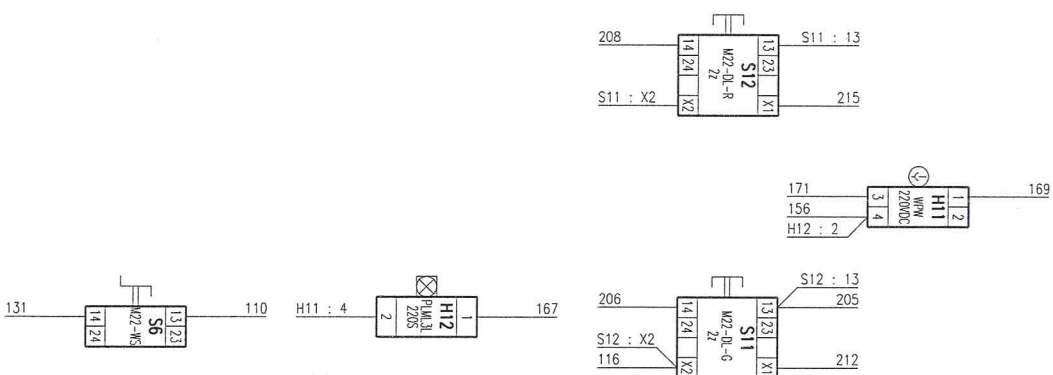 208
S11 : 13
14
24
X2
M22-DL-R
2z
S12
13
23
X1
S11 : X2
215
171
156
H12 : 2
3
4
WPW
220VDC
H11
1
2
169
131
14
24
M22-WS
S6
13
23
110
H11 : 4
2
PLML3L
220S
H12
1
167
206
S12 : X2
116
14
24
X2
M22-DL-G
2z
S11
13
23
X1
S12 : 13
205
212